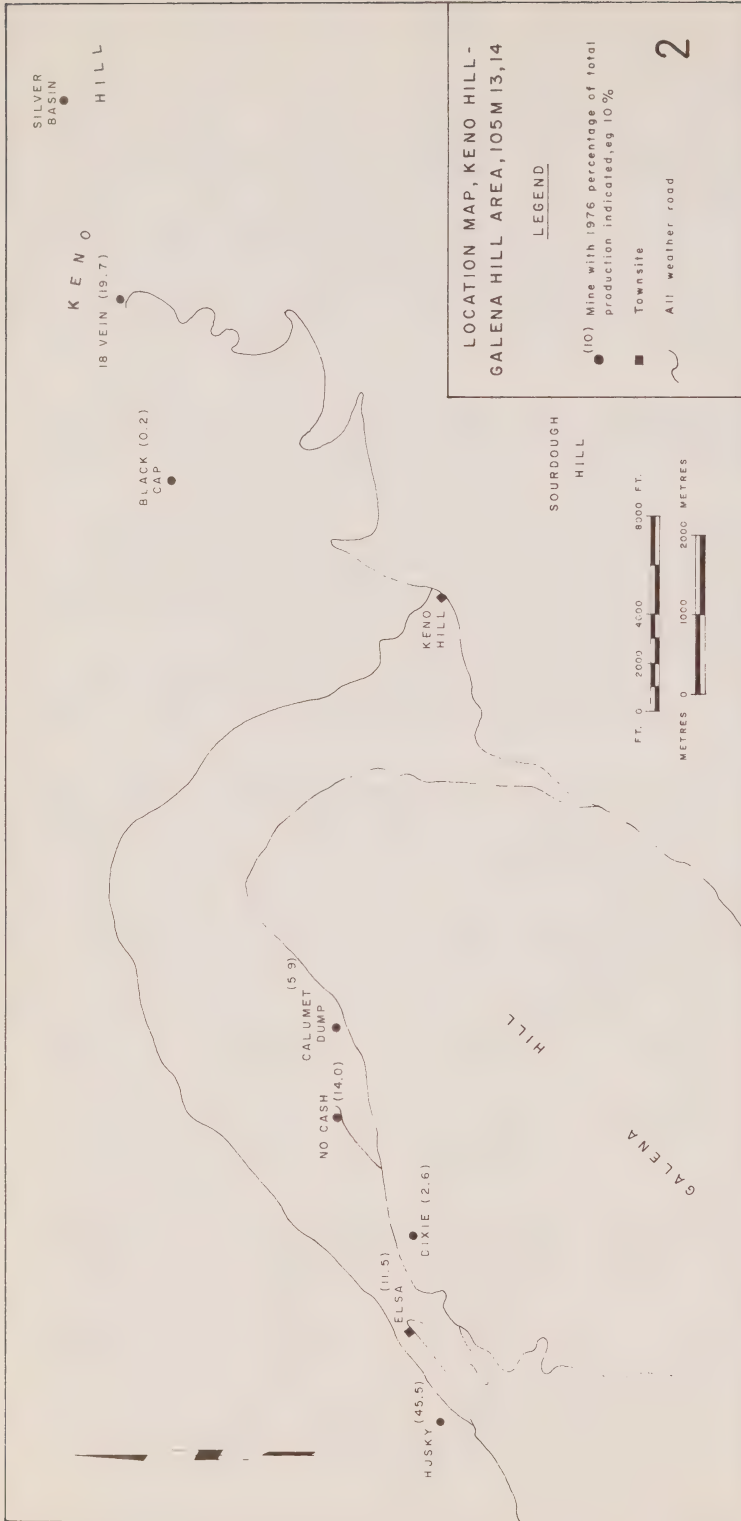 SILVER
BASIN
HILL
KENO
18 VEIN (19.7)
BLACK (0.2)
CAP
KENO
HILL
SOURDOUGH
HILL
CALUMET (5 9)
DUMP
NO CASH
(14.0)
DIXIE (2.6)
(11.5)
ELSA
HUSKY (45.5)
GALENA
HILL
FT. 0 2000 4000 8000 FT.
METRES 0 1000 2000 METRES
LOCATION MAP, KENO HILL-
GALENA HILL AREA, 105M 13,14
LEGEND
(10) Mine with 1976 percentage of total
production indicated, eg 10%
Townsite
All weather road
2